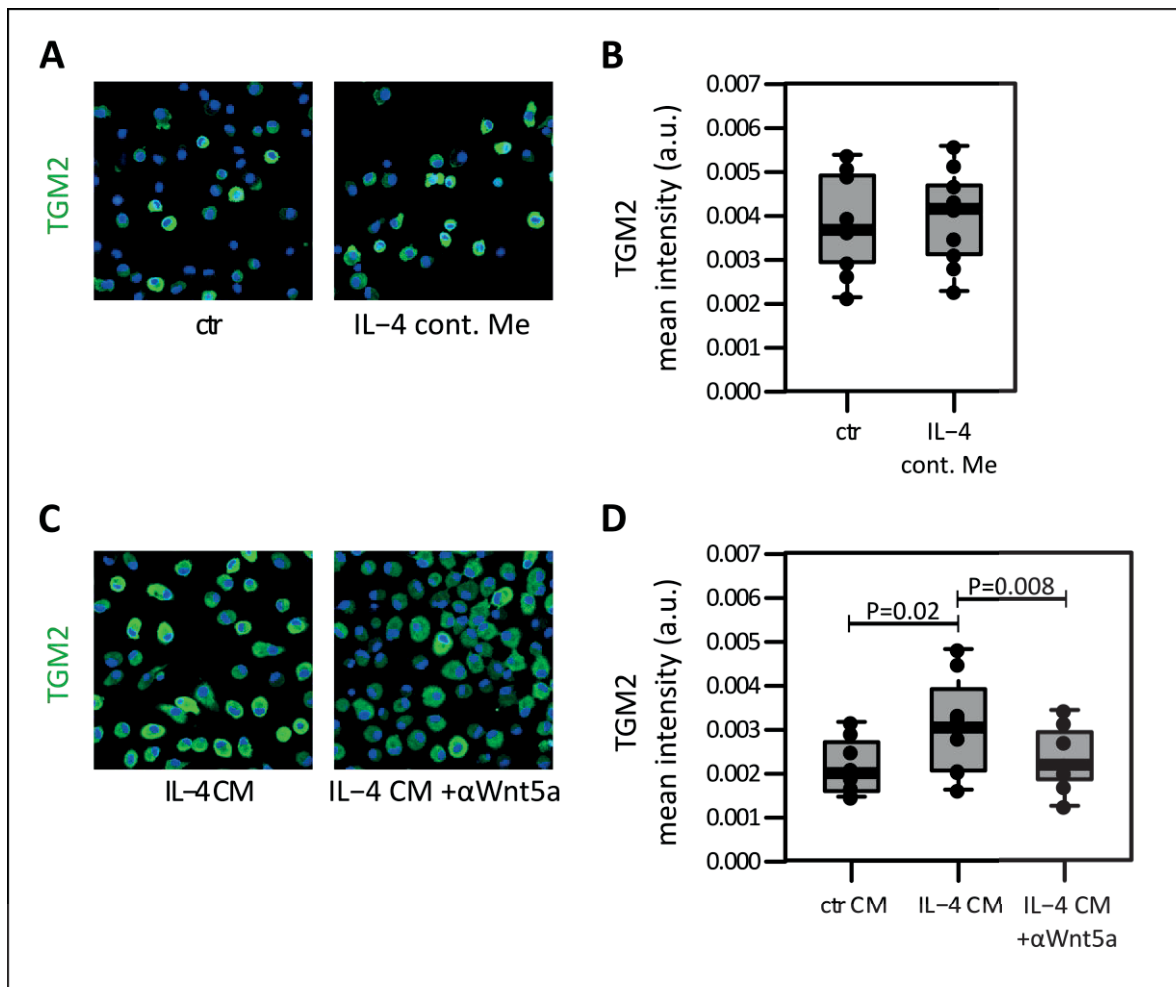 A
TGM2
ctr
IL−4 cont. Me
B
TGM2
mean intensity (a.u.)
0.007
0.006
0.005
0.004
0.003
0.002
0.001
0.000
ctr
IL−4
cont. Me
C
TGM2
IL−4CM
IL−4 CM +αWnt5a
D
TGM2
mean intensity (a.u.)
0.007
0.006
0.005
0.004
0.003
0.002
0.001
0.000
P=0.02
P=0.008
ctr CM
IL−4 CM
IL−4 CM
+αWnt5a